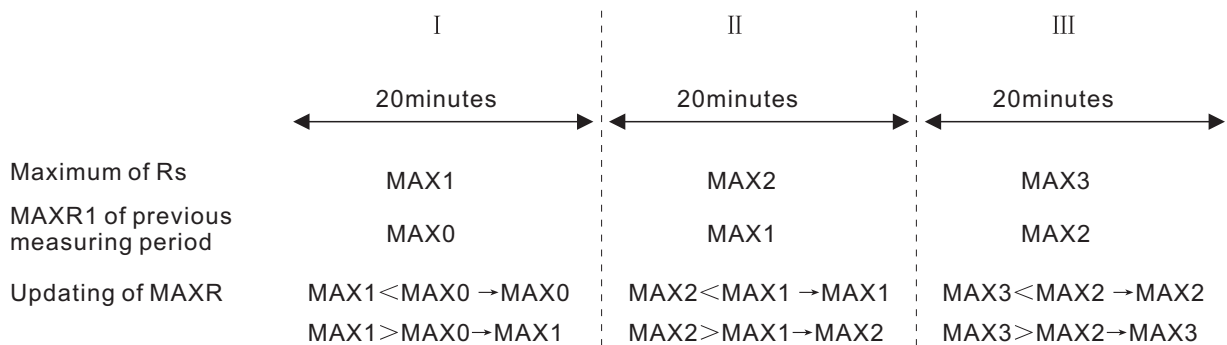 Ⅰ Ⅱ Ⅲ
20minutes 20minutes 20minutes
Maximum of Rs MAX1 MAX2 MAX3
MAXR1 of previous
measuring period MAX0 MAX1 MAX2
Updating of MAXR MAX1<MAX0→MAX0 MAX2<MAX1→MAX1 MAX3<MAX2→MAX2
MAX1>MAX0→MAX1 MAX2>MAX1→MAX2 MAX3>MAX2→MAX3